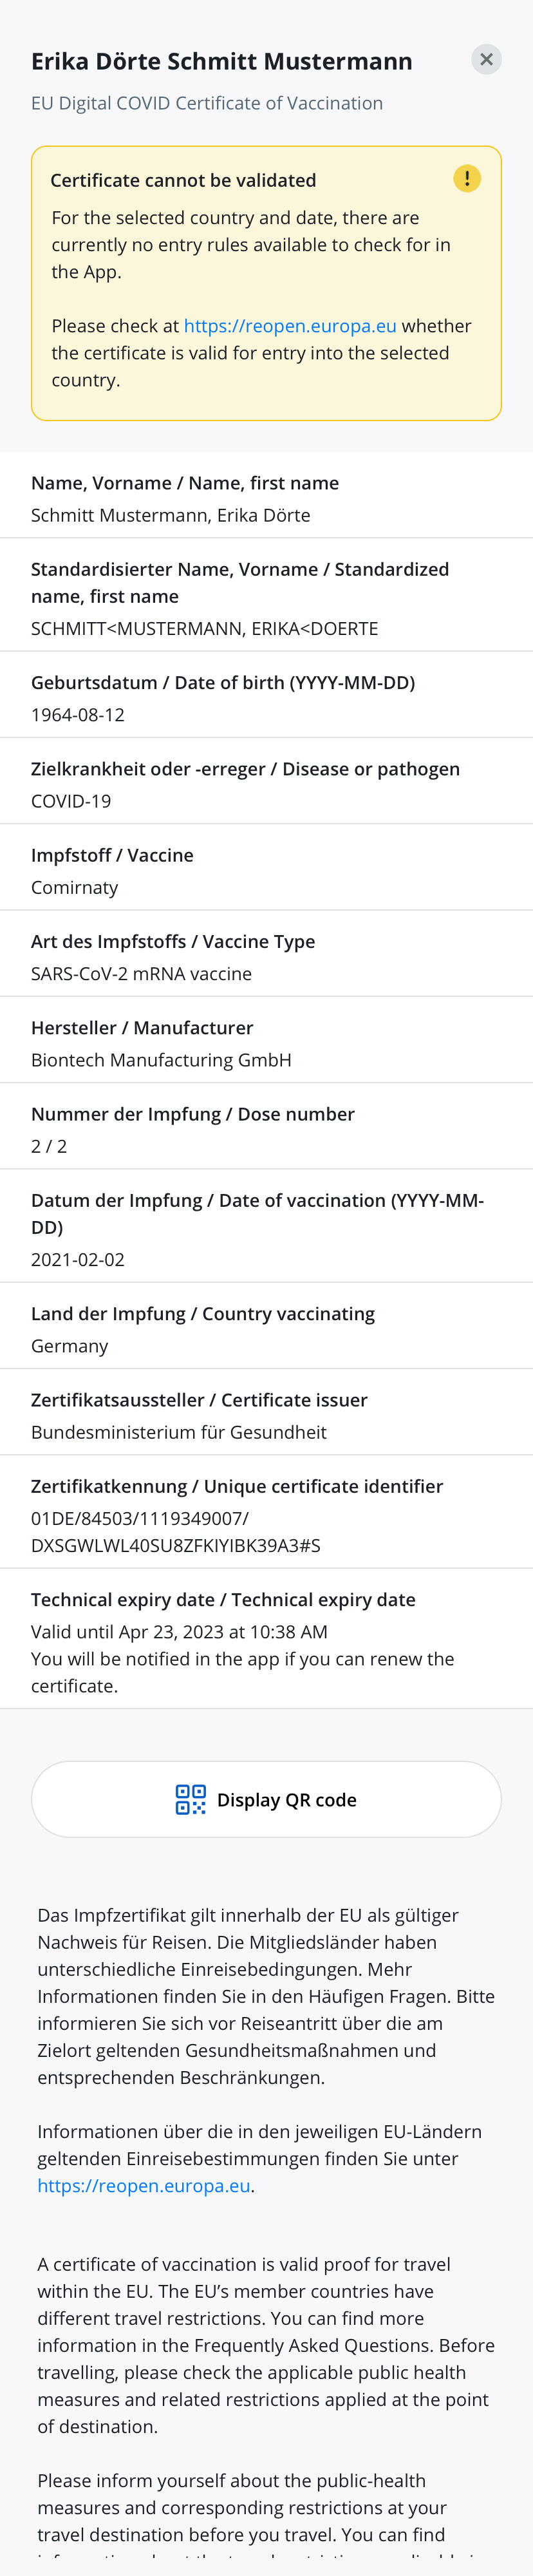 Erika Dörte Schmitt Mustermann
EU Digital COVID Certificate of Vaccination
Certificate cannot be validated
For the selected country and date, there are
currently no entry rules available to check for in
the App.
Please check at https://reopen.europa.eu whether
the certificate is valid for entry into the selected
country.
Name, Vorname / Name, first name
Schmitt Mustermann, Erika Dörte
Standardisierter Name, Vorname / Standardized
name, first name
SCHMITT<MUSTERMANN, ERIKA<DOERTE
Geburtsdatum / Date of birth (YYYY-MM-DD)
1964-08-12
Zielkrankheit oder -erreger / Disease or pathogen
COVID-19
Impfstoff / Vaccine
Comirnaty
Art des Impfstoffs / Vaccine Type
SARS-CoV-2 mRNA vaccine
Hersteller / Manufacturer
Biontech Manufacturing GmbH
Nummer der Impfung / Dose number
2 / 2
Datum der Impfung / Date of vaccination (YYYY-MM-
DD)
2021-02-02
Land der Impfung / Country vaccinating
Germany
Zertifikatsaussteller / Certificate issuer
Bundesministerium für Gesundheit
Zertifikatkennung / Unique certificate identifier
01DE/84503/1119349007/
DXSGWLWL40SU8ZFKIYIBK39A3#S
Technical expiry date / Technical expiry date
Valid until Apr 23, 2023 at 10:38 AM
You will be notified in the app if you can renew the
certificate.
Display QR code
Das Impfzertifikat gilt innerhalb der EU als gültiger
Nachweis für Reisen. Die Mitgliedsländer haben
unterschiedliche Einreisebedingungen. Mehr
Informationen finden Sie in den Häufigen Fragen. Bitte
informieren Sie sich vor Reiseantritt über die am
Zielort geltenden Gesundheitsmaßnahmen und
entsprechenden Beschränkungen.
Informationen über die in den jeweiligen EU-Ländern
geltenden Einreisebestimmungen finden Sie unter
https://reopen.europa.eu.
A certificate of vaccination is valid proof for travel
within the EU. The EU’s member countries have
different travel restrictions. You can find more
information in the Frequently Asked Questions. Before
travelling, please check the applicable public health
measures and related restrictions applied at the point
of destination.
Please inform yourself about the public-health
measures and corresponding restrictions at your
travel destination before you travel. You can find